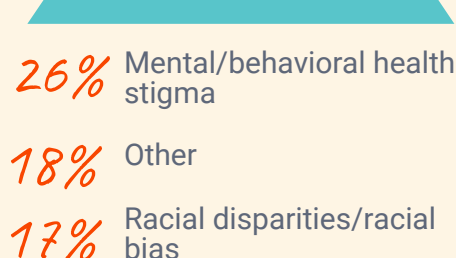 26% Mental/behavioral health
stigma
18% Other
17% Racial disparities/racial
bias